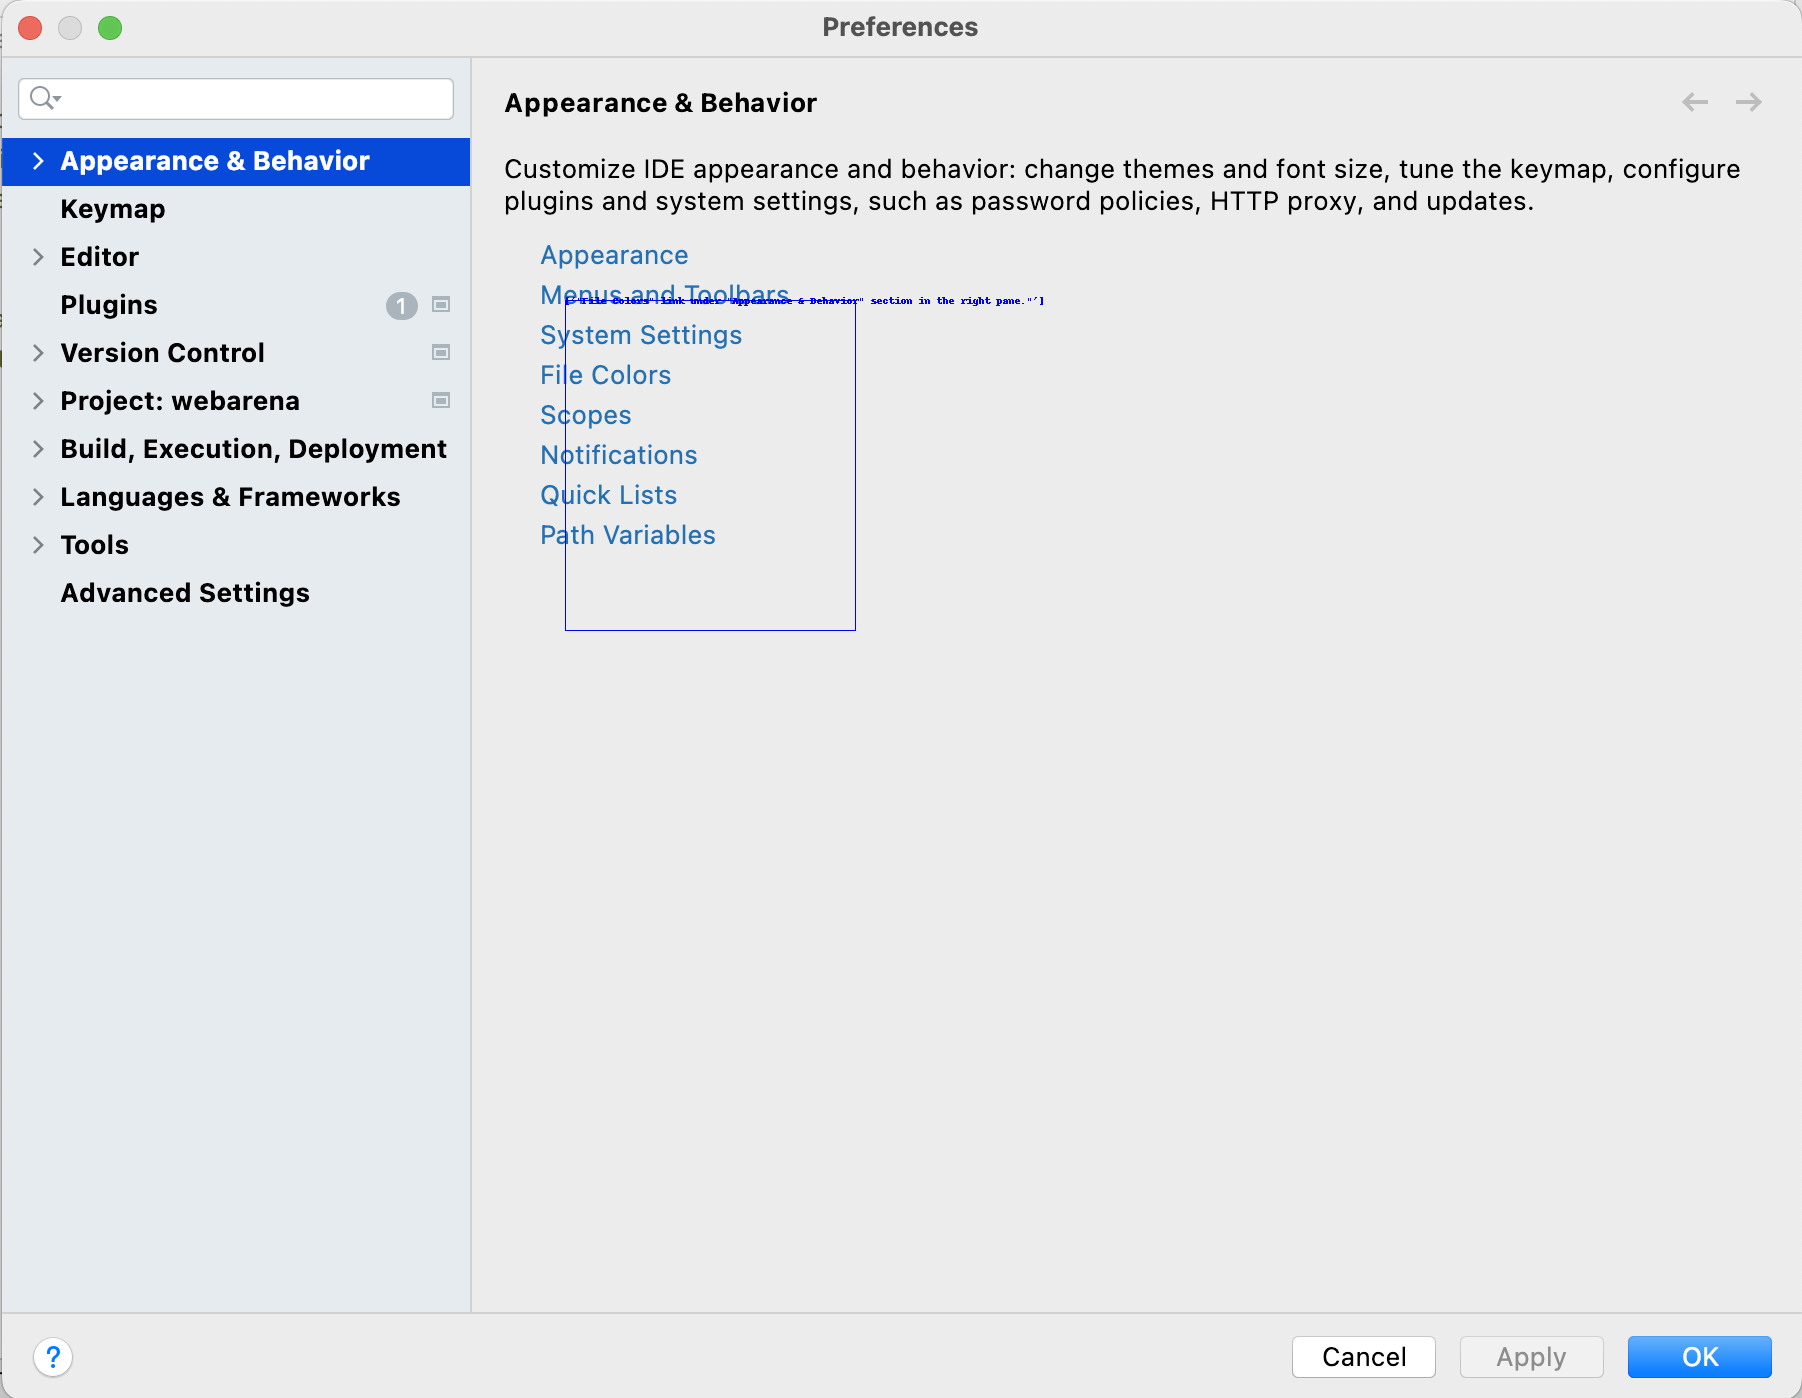 Preferences
Appearance & Behavior
Keymap
Editor
Plugins 1
Version Control
Project: webarena
Build, Execution, Deployment
Languages & Frameworks
Tools
Advanced Settings
Appearance & Behavior
Customize IDE appearance and behavior: change themes and font size, tune the keymap, configure
plugins and system settings, such as password policies, HTTP proxy, and updates.
Appearance
Menus and Toolbars
['"File Colors" link under "Appearance & Behavior" section in the right pane."']
System Settings
File Colors
Scopes
Notifications
Quick Lists
Path Variables
?
Cancel
Apply
OK